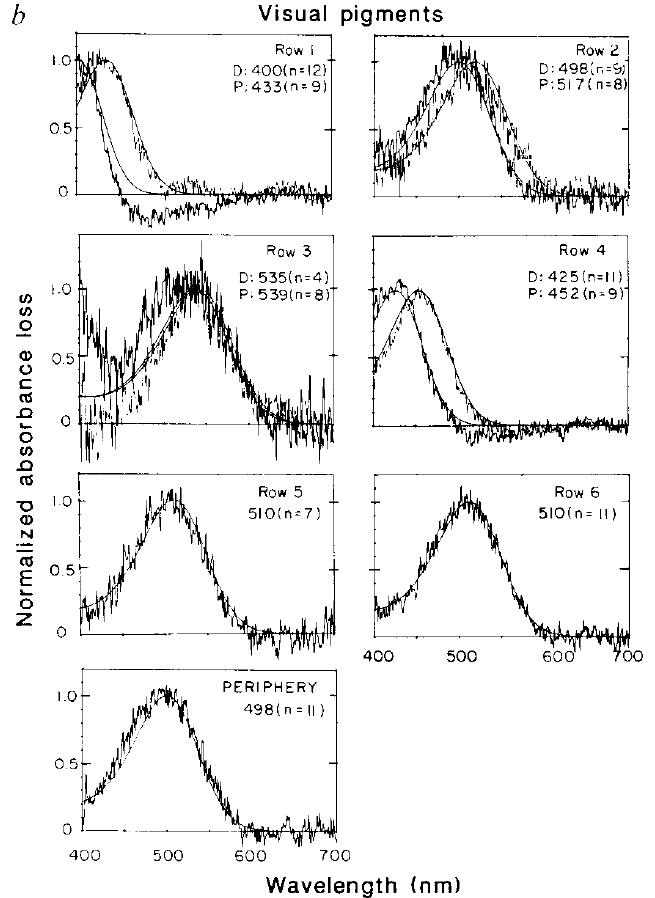 b
Visual pigments
Normalized absorbance loss
Row 1
D: 400(n=12)
P: 433(n=9)
1.0
0.5
0
Row 2
D: 498(n=9)
P: 517(n=8)
Row 3
D: 535(n=4)
P: 539(n=8)
1.0
0.5
0
Row 4
D: 425(n=11)
P: 452(n=9)
Row 5
510(n=7)
1.0
0.5
0
Row 6
510(n=11)
400 500 600 700
PERIPHERY
498(n=11)
1.0
0.5
0
400 500 600 700
Wavelength (nm)